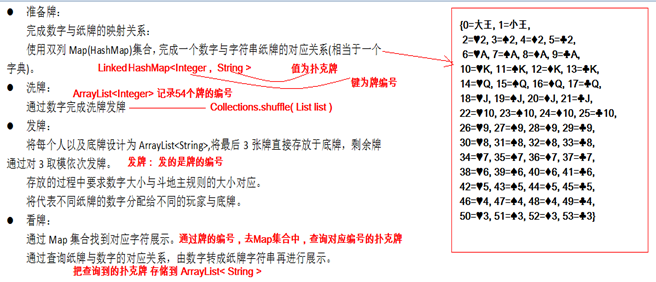 ● 准备牌：
完成数字与纸牌的映射关系：
使用双列 Map(HashMap)集合，完成一个数字与字符串纸牌的对应关系(相当于一个
字典)。
LinkedHashMap<Integer , String >
值为扑克牌
键为牌编号
● 洗牌：
ArrayList<Integer> 记录54个牌的编号
通过数字完成洗牌发牌
Collections.shuffle( List list )
● 发牌：
将每个人以及底牌设计为 ArrayList<String>,将最后 3 张牌直接存放于底牌，剩余牌
通过对 3 取模依次发牌。
发牌： 发的是牌的编号
存放的过程中要求数字大小与斗地主规则的大小对应。
将代表不同纸牌的数字分配给不同的玩家与底牌。
● 看牌：
通过 Map 集合找到对应字符展示。
通过牌的编号，去Map集合中，查询对应编号的扑克牌
通过查询纸牌与数字的对应关系，由数字转成纸牌字符串再进行展示。
把查询到的扑克牌 存储到 ArrayList< String >
{0=大王, 1=小王,
2=♥2, 3=♠2, 4=♦2, 5=♣2,
6=♥A, 7=♠A, 8=♦A, 9=♣A,
10=♥K, 11=♠K, 12=♦K, 13=♣K,
14=♥Q, 15=♠Q, 16=♦Q, 17=♣Q,
18=♥J, 19=♠J, 20=♦J, 21=♣J,
22=♥10, 23=♠10, 24=♦10, 25=♣10,
26=♥9, 27=♠9, 28=♦9, 29=♣9,
30=♥8, 31=♠8, 32=♦8, 33=♣8,
34=♥7, 35=♠7, 36=♦7, 37=♣7,
38=♥6, 39=♠6, 40=♦6, 41=♣6,
42=♥5, 43=♠5, 44=♦5, 45=♣5,
46=♥4, 47=♠4, 48=♦4, 49=♣4,
50=♥3, 51=♠3, 52=♦3, 53=♣3}